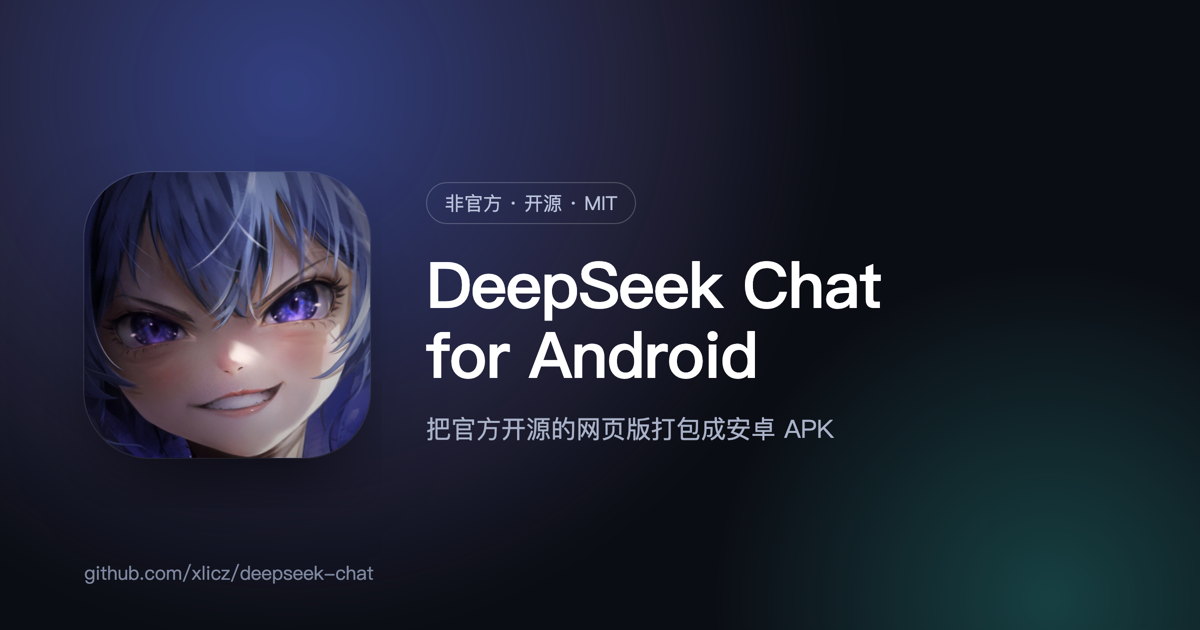 非官方 · 开源 · MIT
DeepSeek Chat
for Android
把官方开源的网页版打包成安卓 APK
github.com/xlicz/deepseek-chat